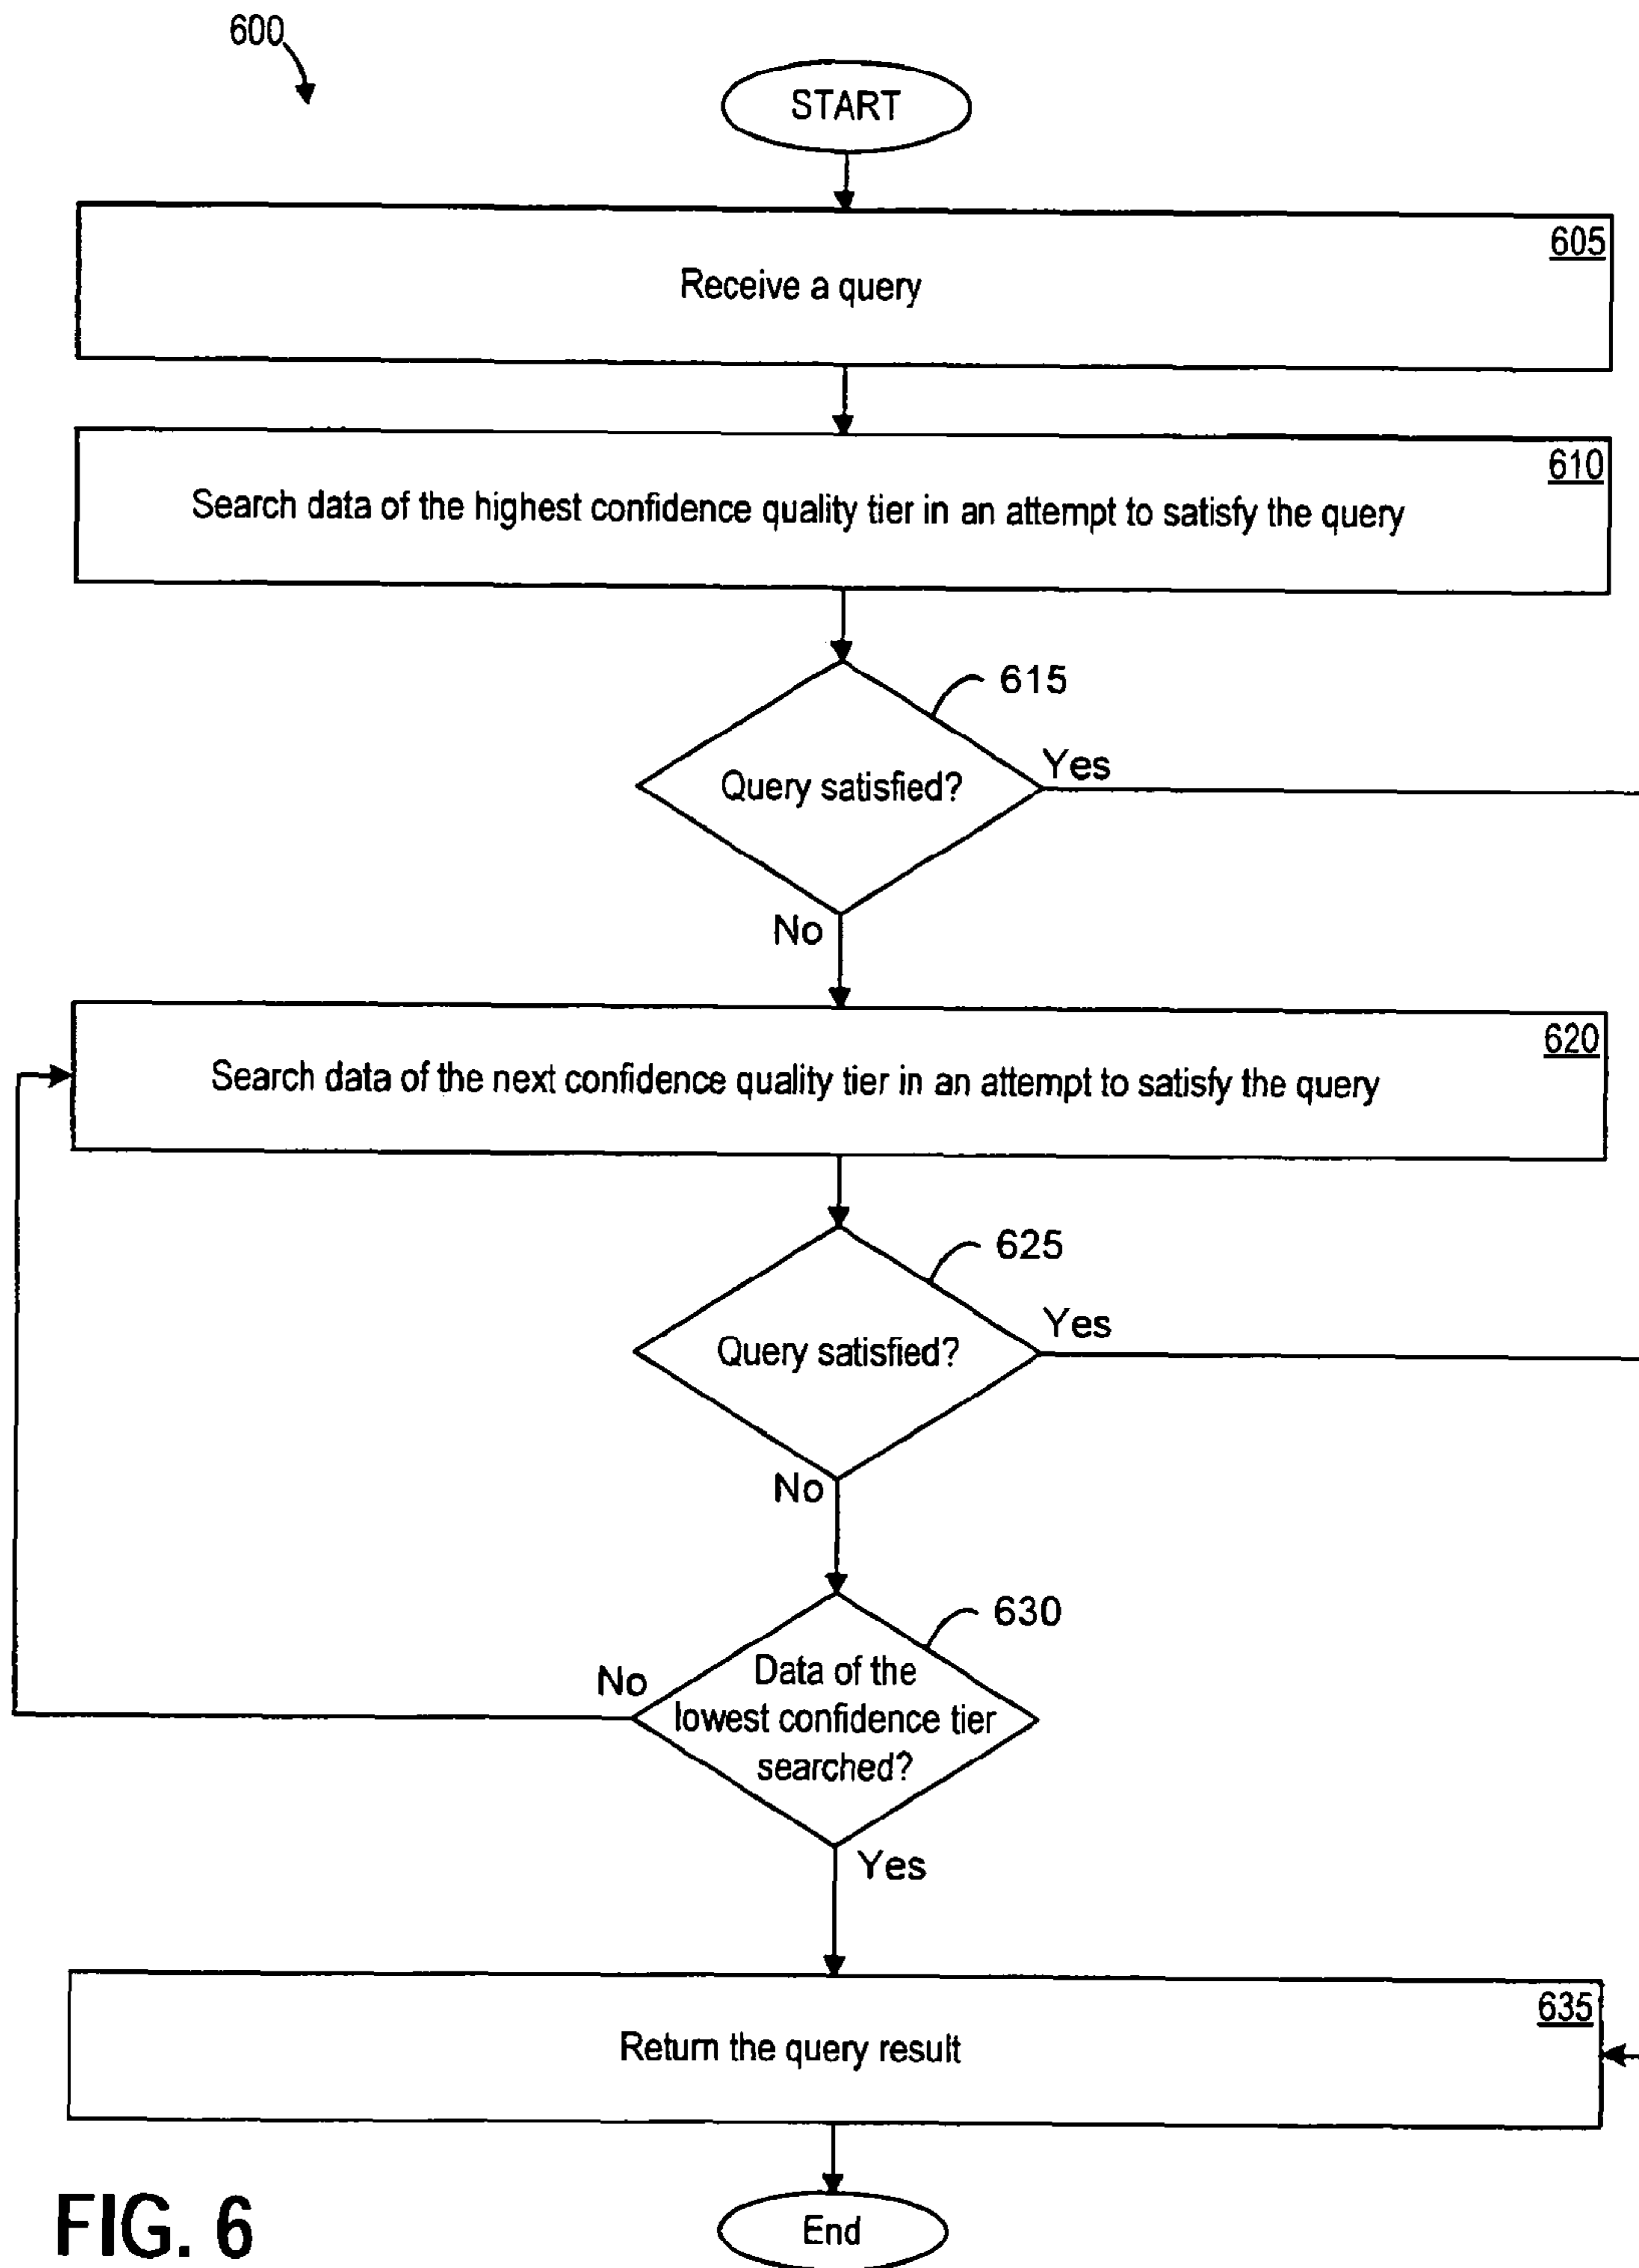 600
START
605
Receive a query
610
Search data of the highest confidence quality tier in an attempt to satisfy the query
615
Query satisfied?
Yes
No
620
Search data of the next confidence quality tier in an attempt to satisfy the query
625
Query satisfied?
Yes
No
630
Data of the
lowest confidence tier
searched?
No
Yes
635
Return the query result
End
FIG. 6